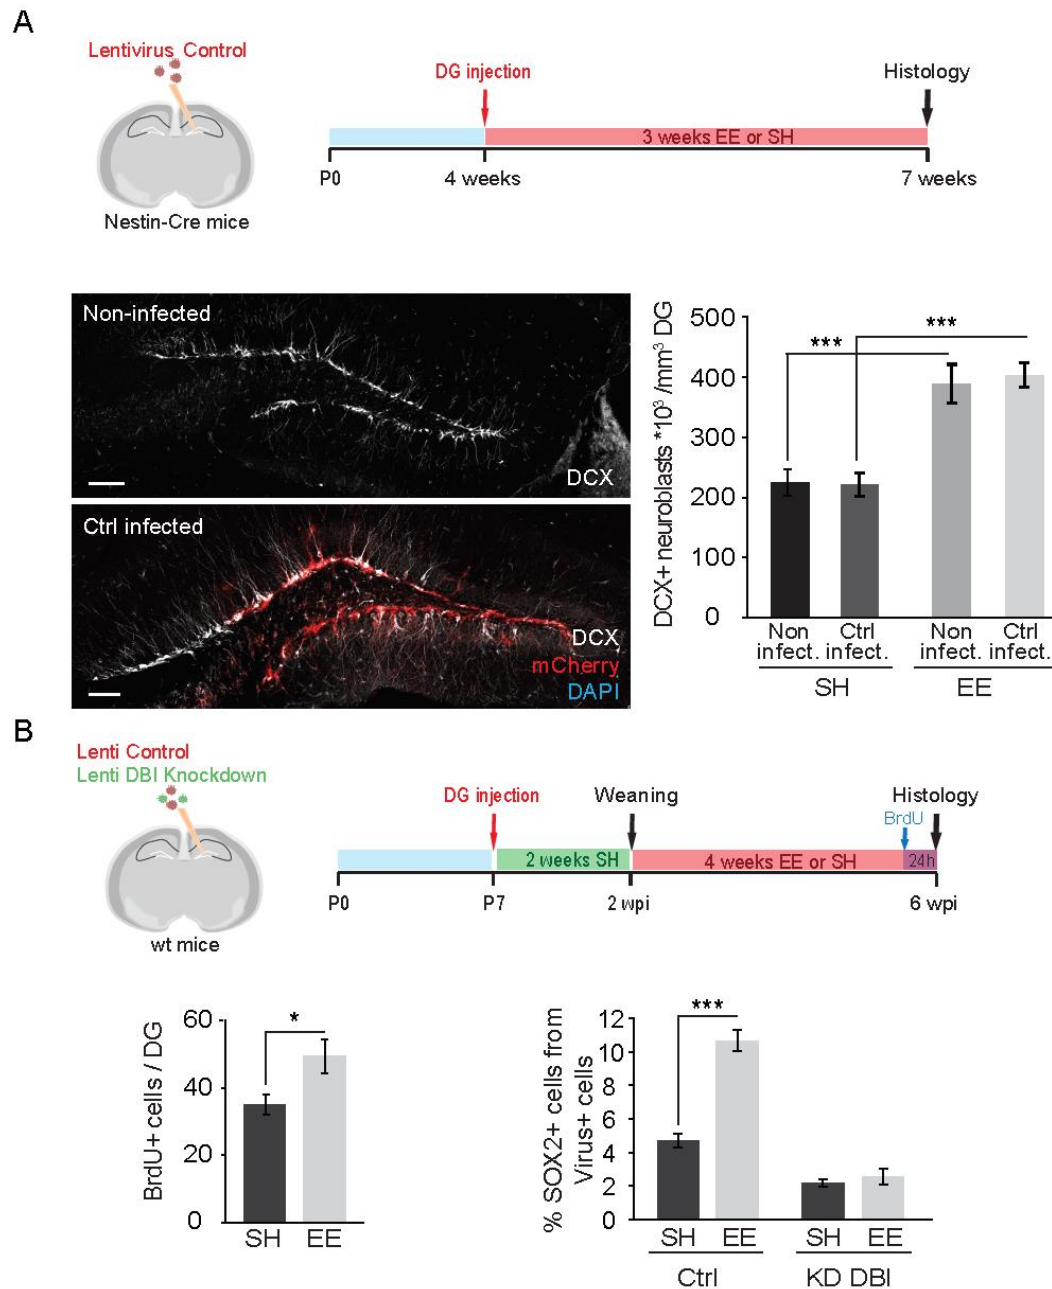 A
Lentivirus Control
Nestin-Cre mice
DG injection
Histology
3 weeks EE or SH
P0
4 weeks
7 weeks
Non-infected
DCX
Ctrl infected
DCX
mCherry
DAPI
DCX+ neuroblasts *10³ /mm³ DG
500
400
300
200
100
0
***
***
Non infect.
Ctrl infect.
Non infect.
Ctrl infect.
SH
EE
B
Lenti Control
Lenti DBI Knockdown
wt mice
DG injection
Weaning
Histology
BrdU
2 weeks SH
4 weeks EE or SH
24h
P0
P7
2 wpi
6 wpi
BrdU+ cells / DG
60
40
20
0
*
SH
EE
% SOX2+ cells from
Virus+ cells
12
10
8
6
4
2
0
***
SH
EE
SH
EE
Ctrl
KD DBI